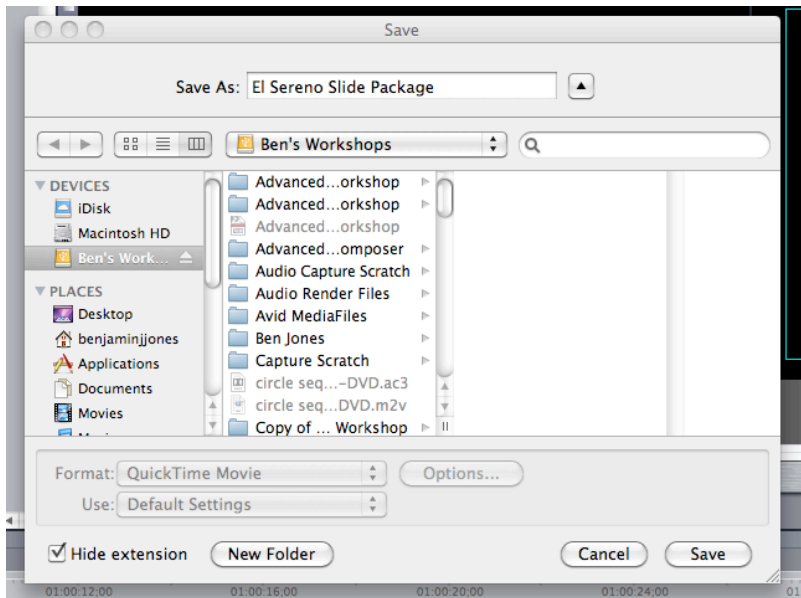 Save
Save As: El Sereno Slide Package
Ben's Workshops
DEVICES
iDisk
Macintosh HD
Ben's Work...
PLACES
Desktop
benjaminjjones
Applications
Documents
Movies
Advanced...orkshop
Advanced...orkshop
Advanced...orkshop
Advanced...omposer
Audio Capture Scratch
Audio Render Files
Avid MediaFiles
Ben Jones
Capture Scratch
circle seq...-DVD.ac3
circle seq...DVD.m2v
Copy of ... Workshop
Format: QuickTime Movie Options...
Use: Default Settings
Hide extension New Folder Cancel Save
01:00:12;00 01:00:16;00 01:00:20;00 01:00:24;00